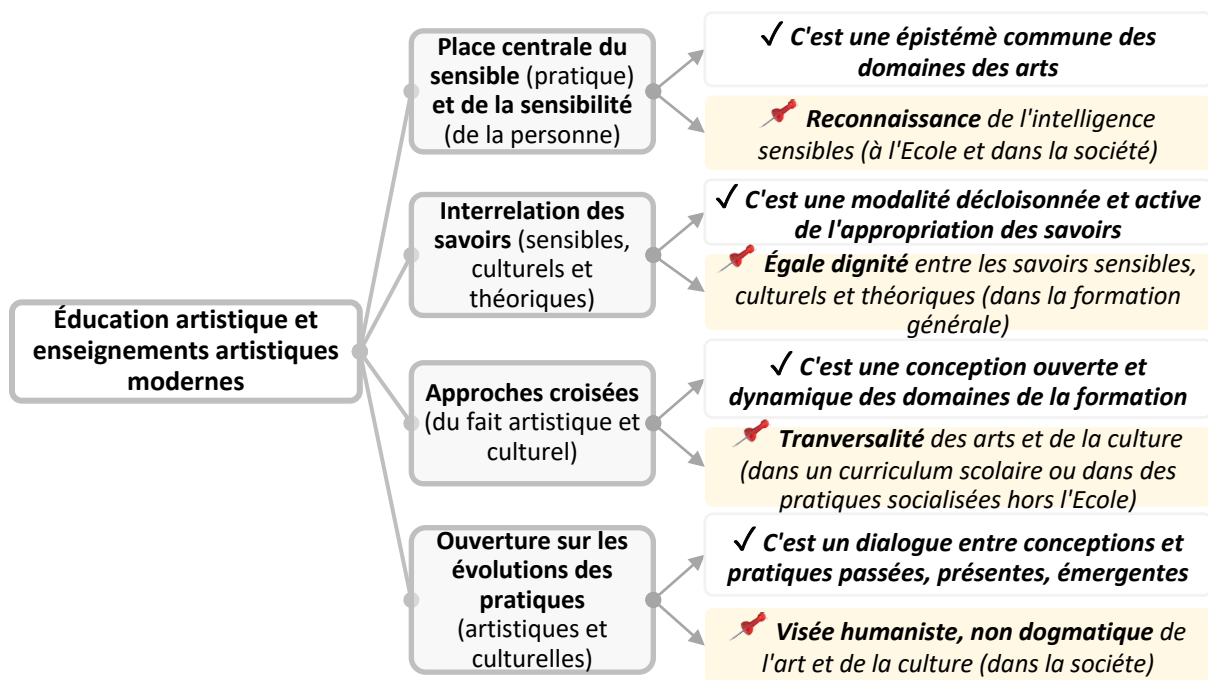 Éducation artistique et
enseignements artistiques
modernes
Place centrale du
sensible (pratique)
et de la sensibilité
(de la personne)
✓ C'est une épistémè commune des
domaines des arts
Reconnaissance de l'intelligence
sensibles (à l'Ecole et dans la société)
Interrelation des
savoirs (sensibles,
culturels et
théoriques)
✓ C'est une modalité décloisonnée et active
de l'appropriation des savoirs
Égale dignité entre les savoirs sensibles,
culturels et théoriques (dans la formation
générale)
Approches croisées
(du fait artistique et
culturel)
✓ C'est une conception ouverte et
dynamique des domaines de la formation
Tranversalité des arts et de la culture
(dans un curriculum scolaire ou dans des
pratiques socialisées hors l'Ecole)
Ouverture sur les
évolutions des
pratiques
(artistiques et
culturelles)
✓ C'est un dialogue entre conceptions et
pratiques passées, présentes, émergentes
Visée humaniste, non dogmatique de
l'art et de la culture (dans la sociéte)